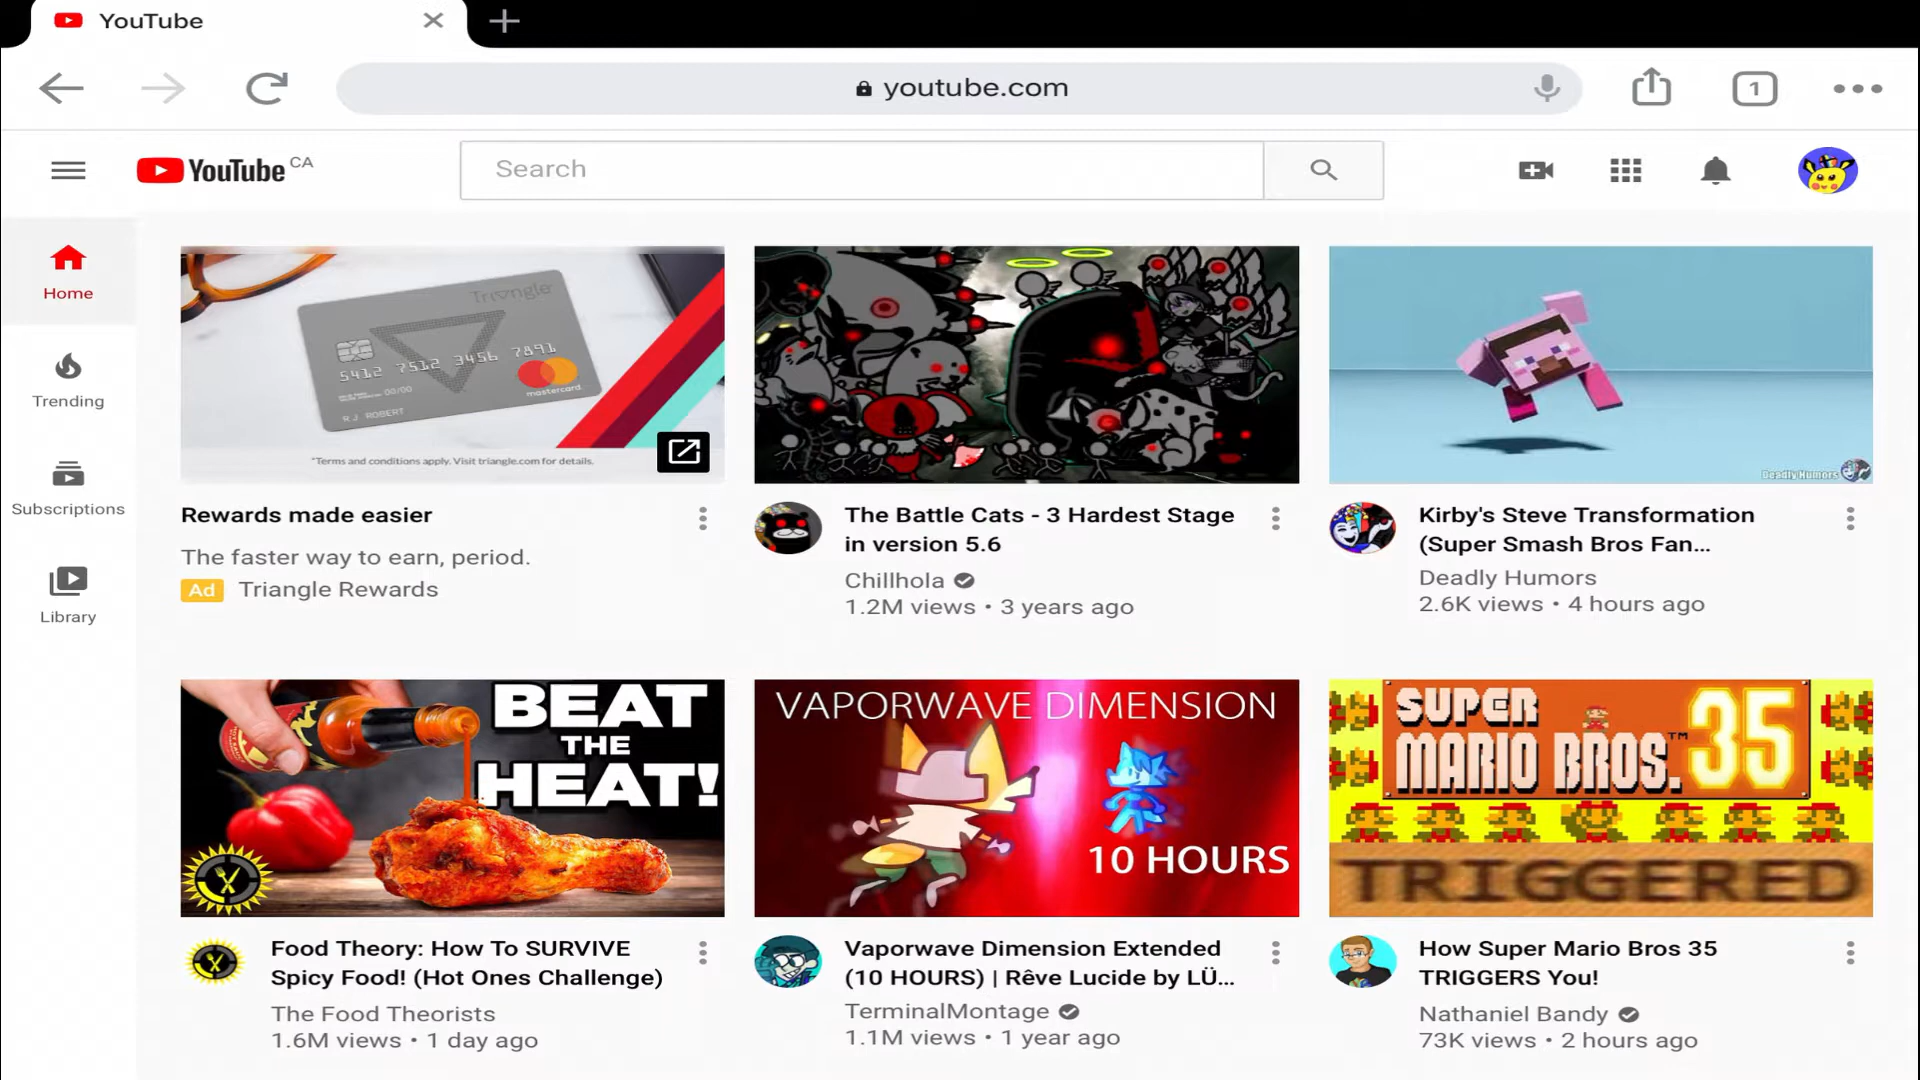 YouTube
youtube.com
1
YouTube CA
Search
Home
Trending
Subscriptions
Library
Triangle
5412 7512 3456 7891
00/00
R.J. ROBERT
mastercard.
*Terms and conditions apply. Visit triangle.com for details.
Rewards made easier
The faster way to earn, period.
Ad Triangle Rewards
The Battle Cats - 3 Hardest Stage
in version 5.6
Chillhola
1.2M views • 3 years ago
Deadly Humors
Kirby's Steve Transformation
(Super Smash Bros Fan...
Deadly Humors
2.6K views • 4 hours ago
BEAT
THE
HEAT!
Food Theory: How To SURVIVE
Spicy Food! (Hot Ones Challenge)
The Food Theorists
1.6M views • 1 day ago
VAPORWAVE DIMENSION
10 HOURS
Vaporwave Dimension Extended
(10 HOURS) | Rêve Lucide by LÜ...
TerminalMontage
1.1M views • 1 year ago
SUPER
MARIO BROS.™ 35
TRIGGERED
How Super Mario Bros 35
TRIGGERS You!
Nathaniel Bandy
73K views • 2 hours ago